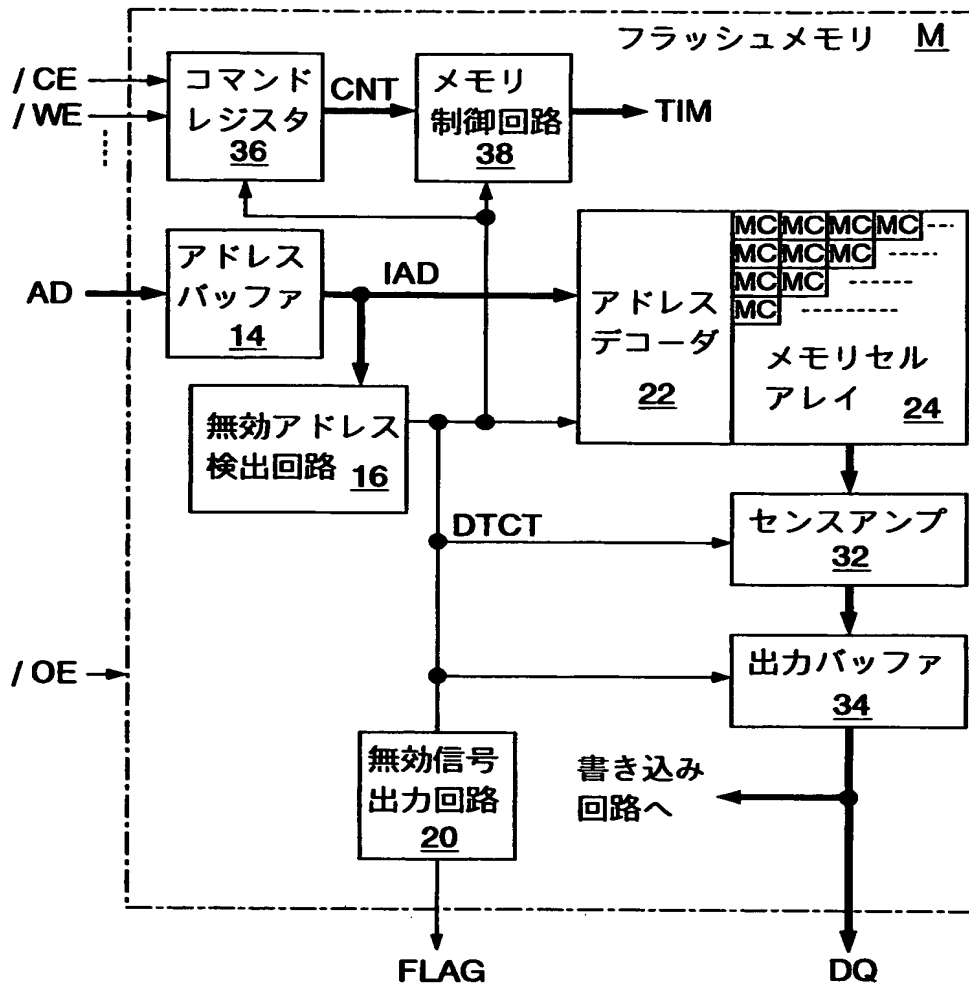 フラッシュメモリ M
/CE
/WE
コマンド
レジスタ
36
CNT
メモリ
制御回路
38
TIM
AD
アドレス
バッファ
14
IAD
アドレス
デコーダ
22
MC MC MC MC
MC MC MC
MC MC
MC
メモリセル
アレイ
24
無効アドレス
検出回路 16
DTCT
センスアンプ
32
/OE
出力バッファ
34
無効信号
出力回路
20
書き込み
回路へ
FLAG
DQ